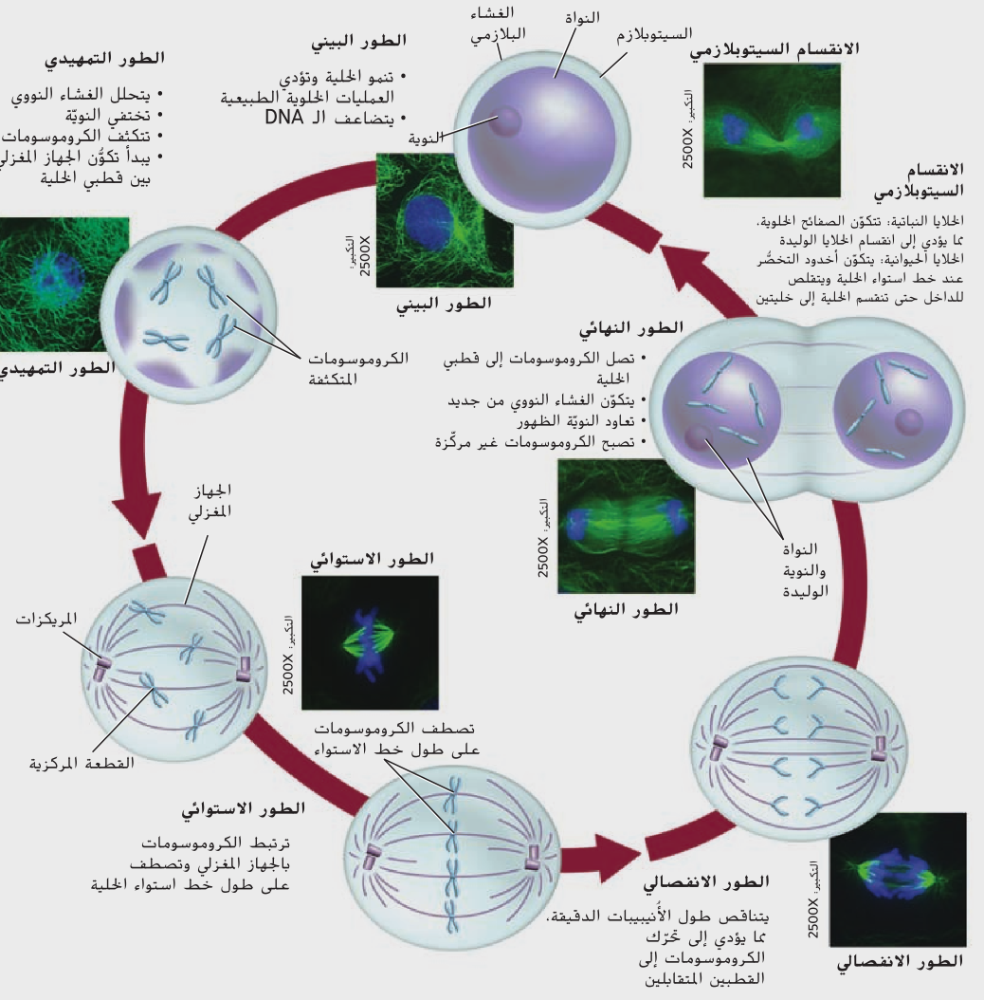 الغشاء
البلازمي
النواة
السيتوبلازم
النوية
الطور البيني
• تنمو الخلية وتؤدي
العمليات الخلوية الطبيعية
• يتضاعف الـ DNA
التكبير: 2500X
الطور البيني
الطور التمهيدي
• يتحلل الغشاء النووي
• تختفي النويّة
• تتكثف الكروموسومات
• يبدأ تكوُّن الجهاز المغزلي
بين قطبي الخلية
الطور التمهيدي
الكروموسومات
المتكثفة
الجهاز
المغزلي
المريكزات
القطعة المركزية
الطور الاستوائي
التكبير: 2500X
تصطف الكروموسومات
على طول خط الاستواء
الطور الاستوائي
ترتبط الكروموسومات
بالجهاز المغزلي وتصطف
على طول خط استواء الخلية
الطور الانفصالي
يتناقص طول الأنيبيبات الدقيقة،
مما يؤدي إلى تحرّك
الكروموسومات إلى
القطبين المتقابلين
التكبير: 2500X
الطور الانفصالي
الطور النهائي
• تصل الكروموسومات إلى قطبي
الخلية
• يتكوّن الغشاء النووي من جديد
• تعاود النويّة الظهور
• تصبح الكروموسومات غير مركّزة
التكبير: 2500X
الطور النهائي
النواة
والنوية
الوليدة
الانقسام السيتوبلازمي
التكبير: 2500X
الانقسام
السيتوبلازمي
الخلايا النباتية: تتكوّن الصفائح الخلوية،
مما يؤدي إلى انقسام الخلايا الوليدة
الخلايا الحيوانية: يتكوّن أخدود التخصُّر
عند خط استواء الخلية ويتقلص
للداخل حتى تنقسم الخلية إلى خليتين